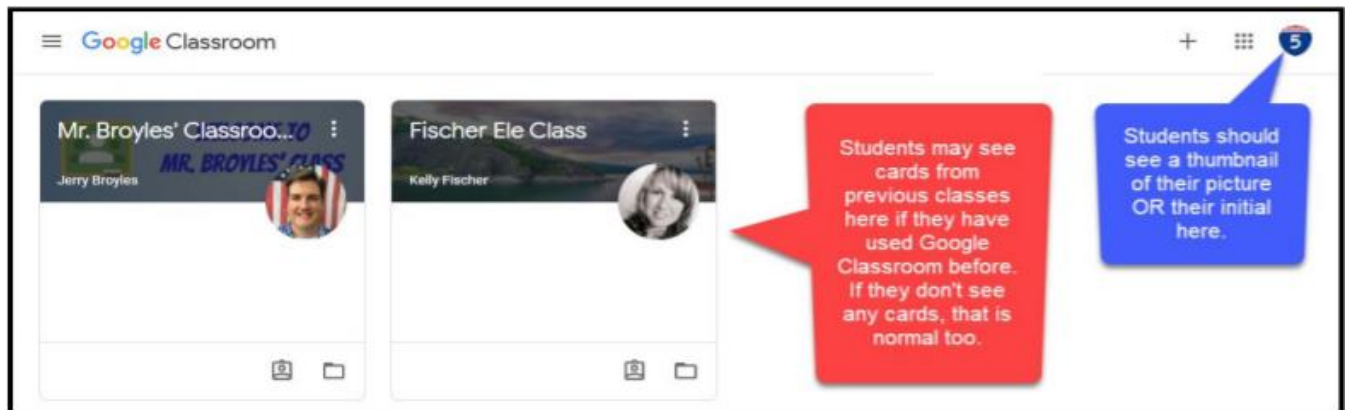 Google Classroom
5
Mr. Broyles' Classroo...
WELCOME TO
MR. BROYLES' CLASS
Jerry Broyles
Fischer Ele Class
Kelly Fischer
Students may see
cards from
previous classes
here if they have
used Google
Classroom before.
If they don't see
any cards, that is
normal too.
Students should
see a thumbnail
of their picture
OR their initial
here.